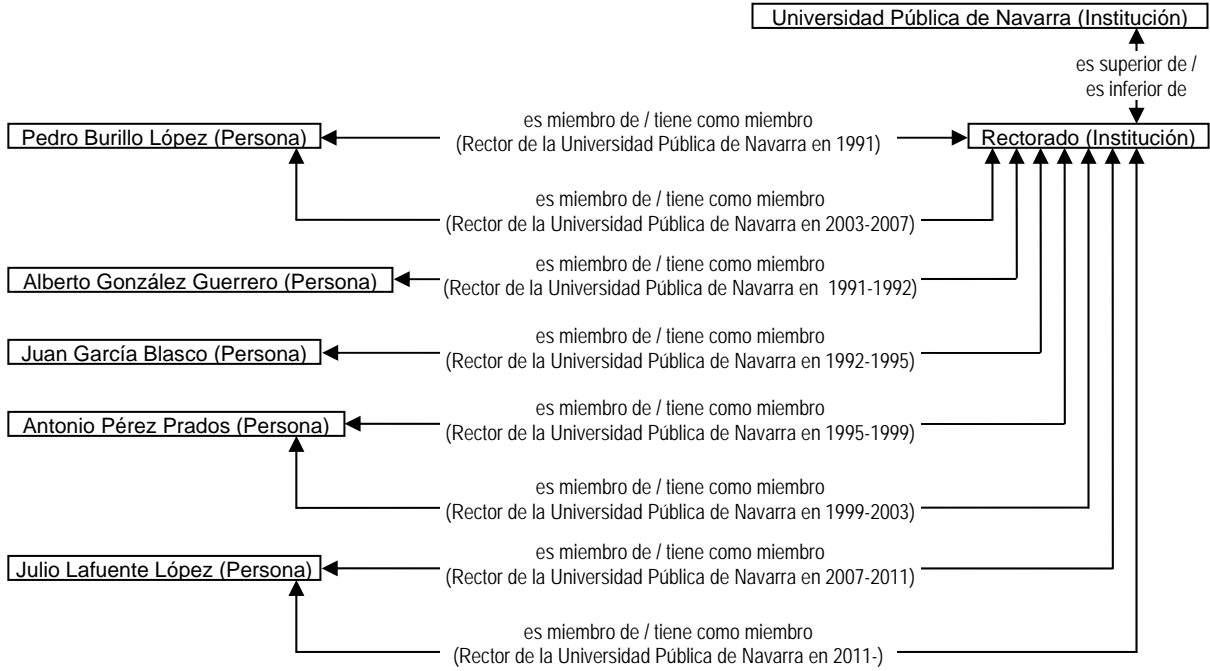 Universidad Pública de Navarra (Institución)
es superior de /
es inferior de
Pedro Burillo López (Persona)
es miembro de / tiene como miembro
(Rector de la Universidad Pública de Navarra en 1991)
Rectorado (Institución)
es miembro de / tiene como miembro
(Rector de la Universidad Pública de Navarra en 2003-2007)
Alberto González Guerrero (Persona)
es miembro de / tiene como miembro
(Rector de la Universidad Pública de Navarra en 1991-1992)
Juan García Blasco (Persona)
es miembro de / tiene como miembro
(Rector de la Universidad Pública de Navarra en 1992-1995)
Antonio Pérez Prados (Persona)
es miembro de / tiene como miembro
(Rector de la Universidad Pública de Navarra en 1995-1999)
es miembro de / tiene como miembro
(Rector de la Universidad Pública de Navarra en 1999-2003)
Julio Lafuente López (Persona)
es miembro de / tiene como miembro
(Rector de la Universidad Pública de Navarra en 2007-2011)
es miembro de / tiene como miembro
(Rector de la Universidad Pública de Navarra en 2011-)